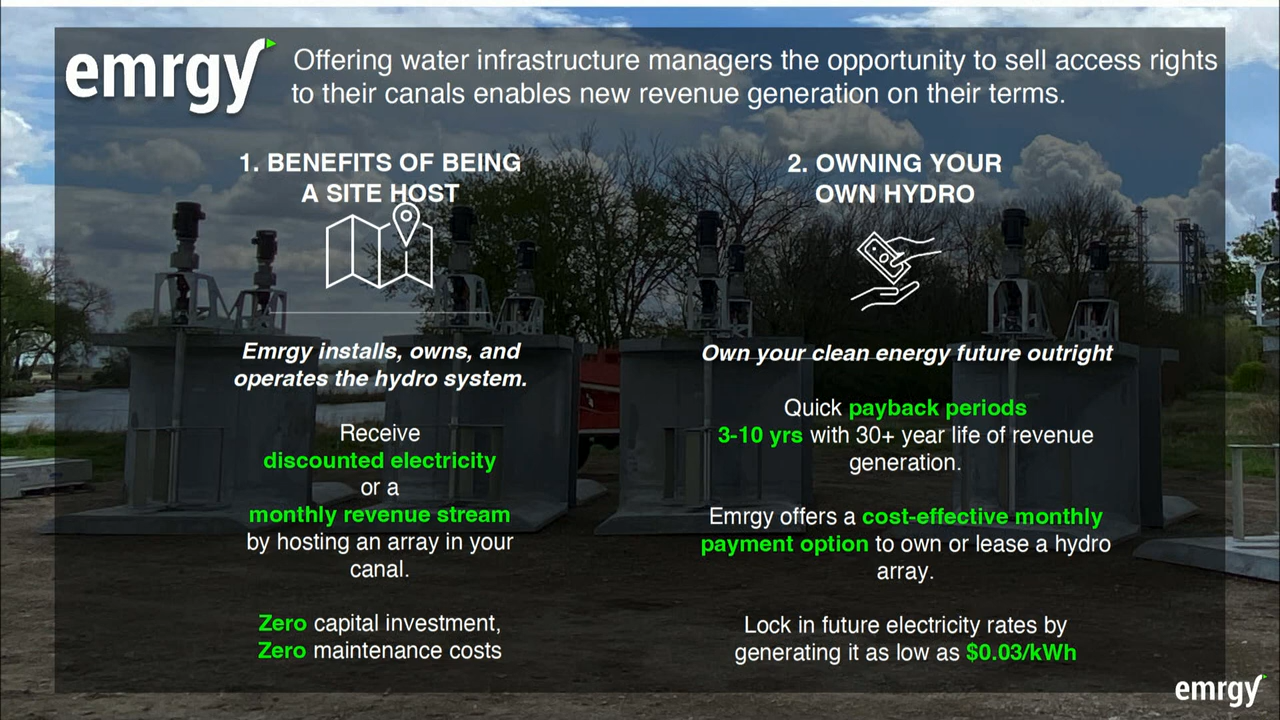 emrgy
Offering water infrastructure managers the opportunity to sell access rights
to their canals enables new revenue generation on their terms.
1. BENEFITS OF BEING
A SITE HOST
Emrgy installs, owns, and
operates the hydro system.
Receive
discounted electricity
or a
monthly revenue stream
by hosting an array in your
canal.
Zero capital investment,
Zero maintenance costs
2. OWNING YOUR
OWN HYDRO
Own your clean energy future outright
Quick payback periods
3-10 yrs with 30+ year life of revenue
generation.
Emrgy offers a cost-effective monthly
payment option to own or lease a hydro
array.
Lock in future electricity rates by
generating it as low as $0.03/kWh
emrgy